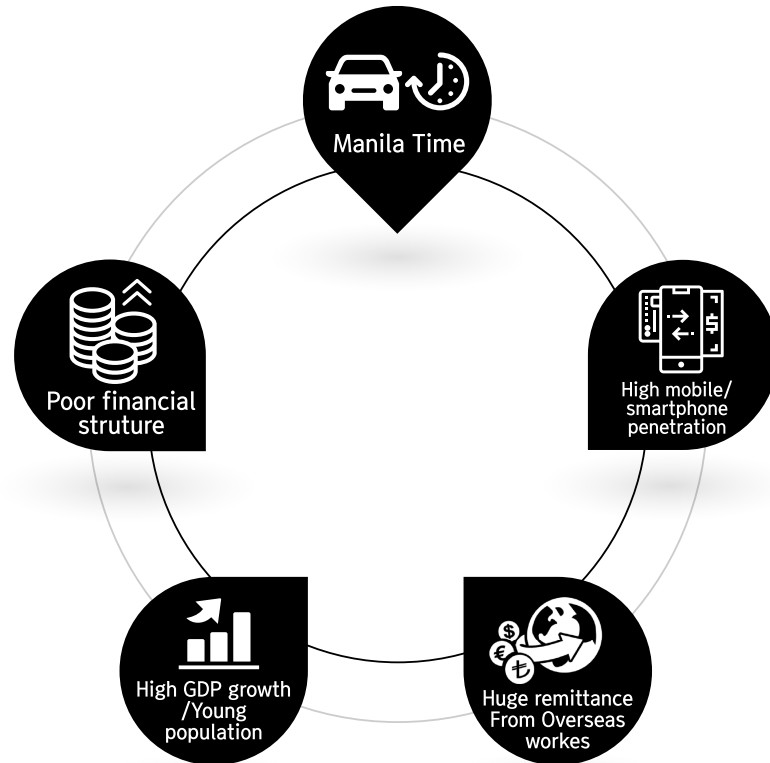 Manila Time
High mobile/
smartphone
penetration
Huge remittance
From Overseas
workes
High GDP growth
/Young
population
Poor financial
struture